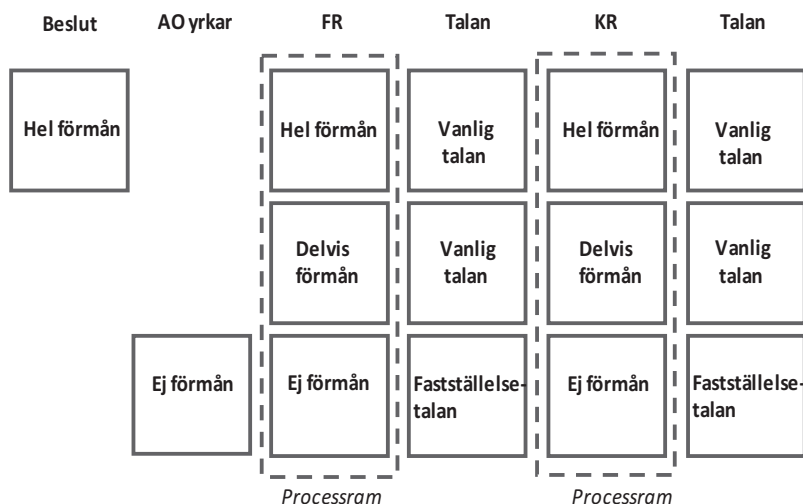 Beslut AO yrkar FR Talan KR Talan
Hel förmån Hel förmån Vanlig talan Hel förmån Vanlig talan
Delvis förmån Vanlig talan Delvis förmån Vanlig talan
Ej förmån Ej förmån Fastställelse-talan Ej förmån Fastställelse-talan
Processram Processram